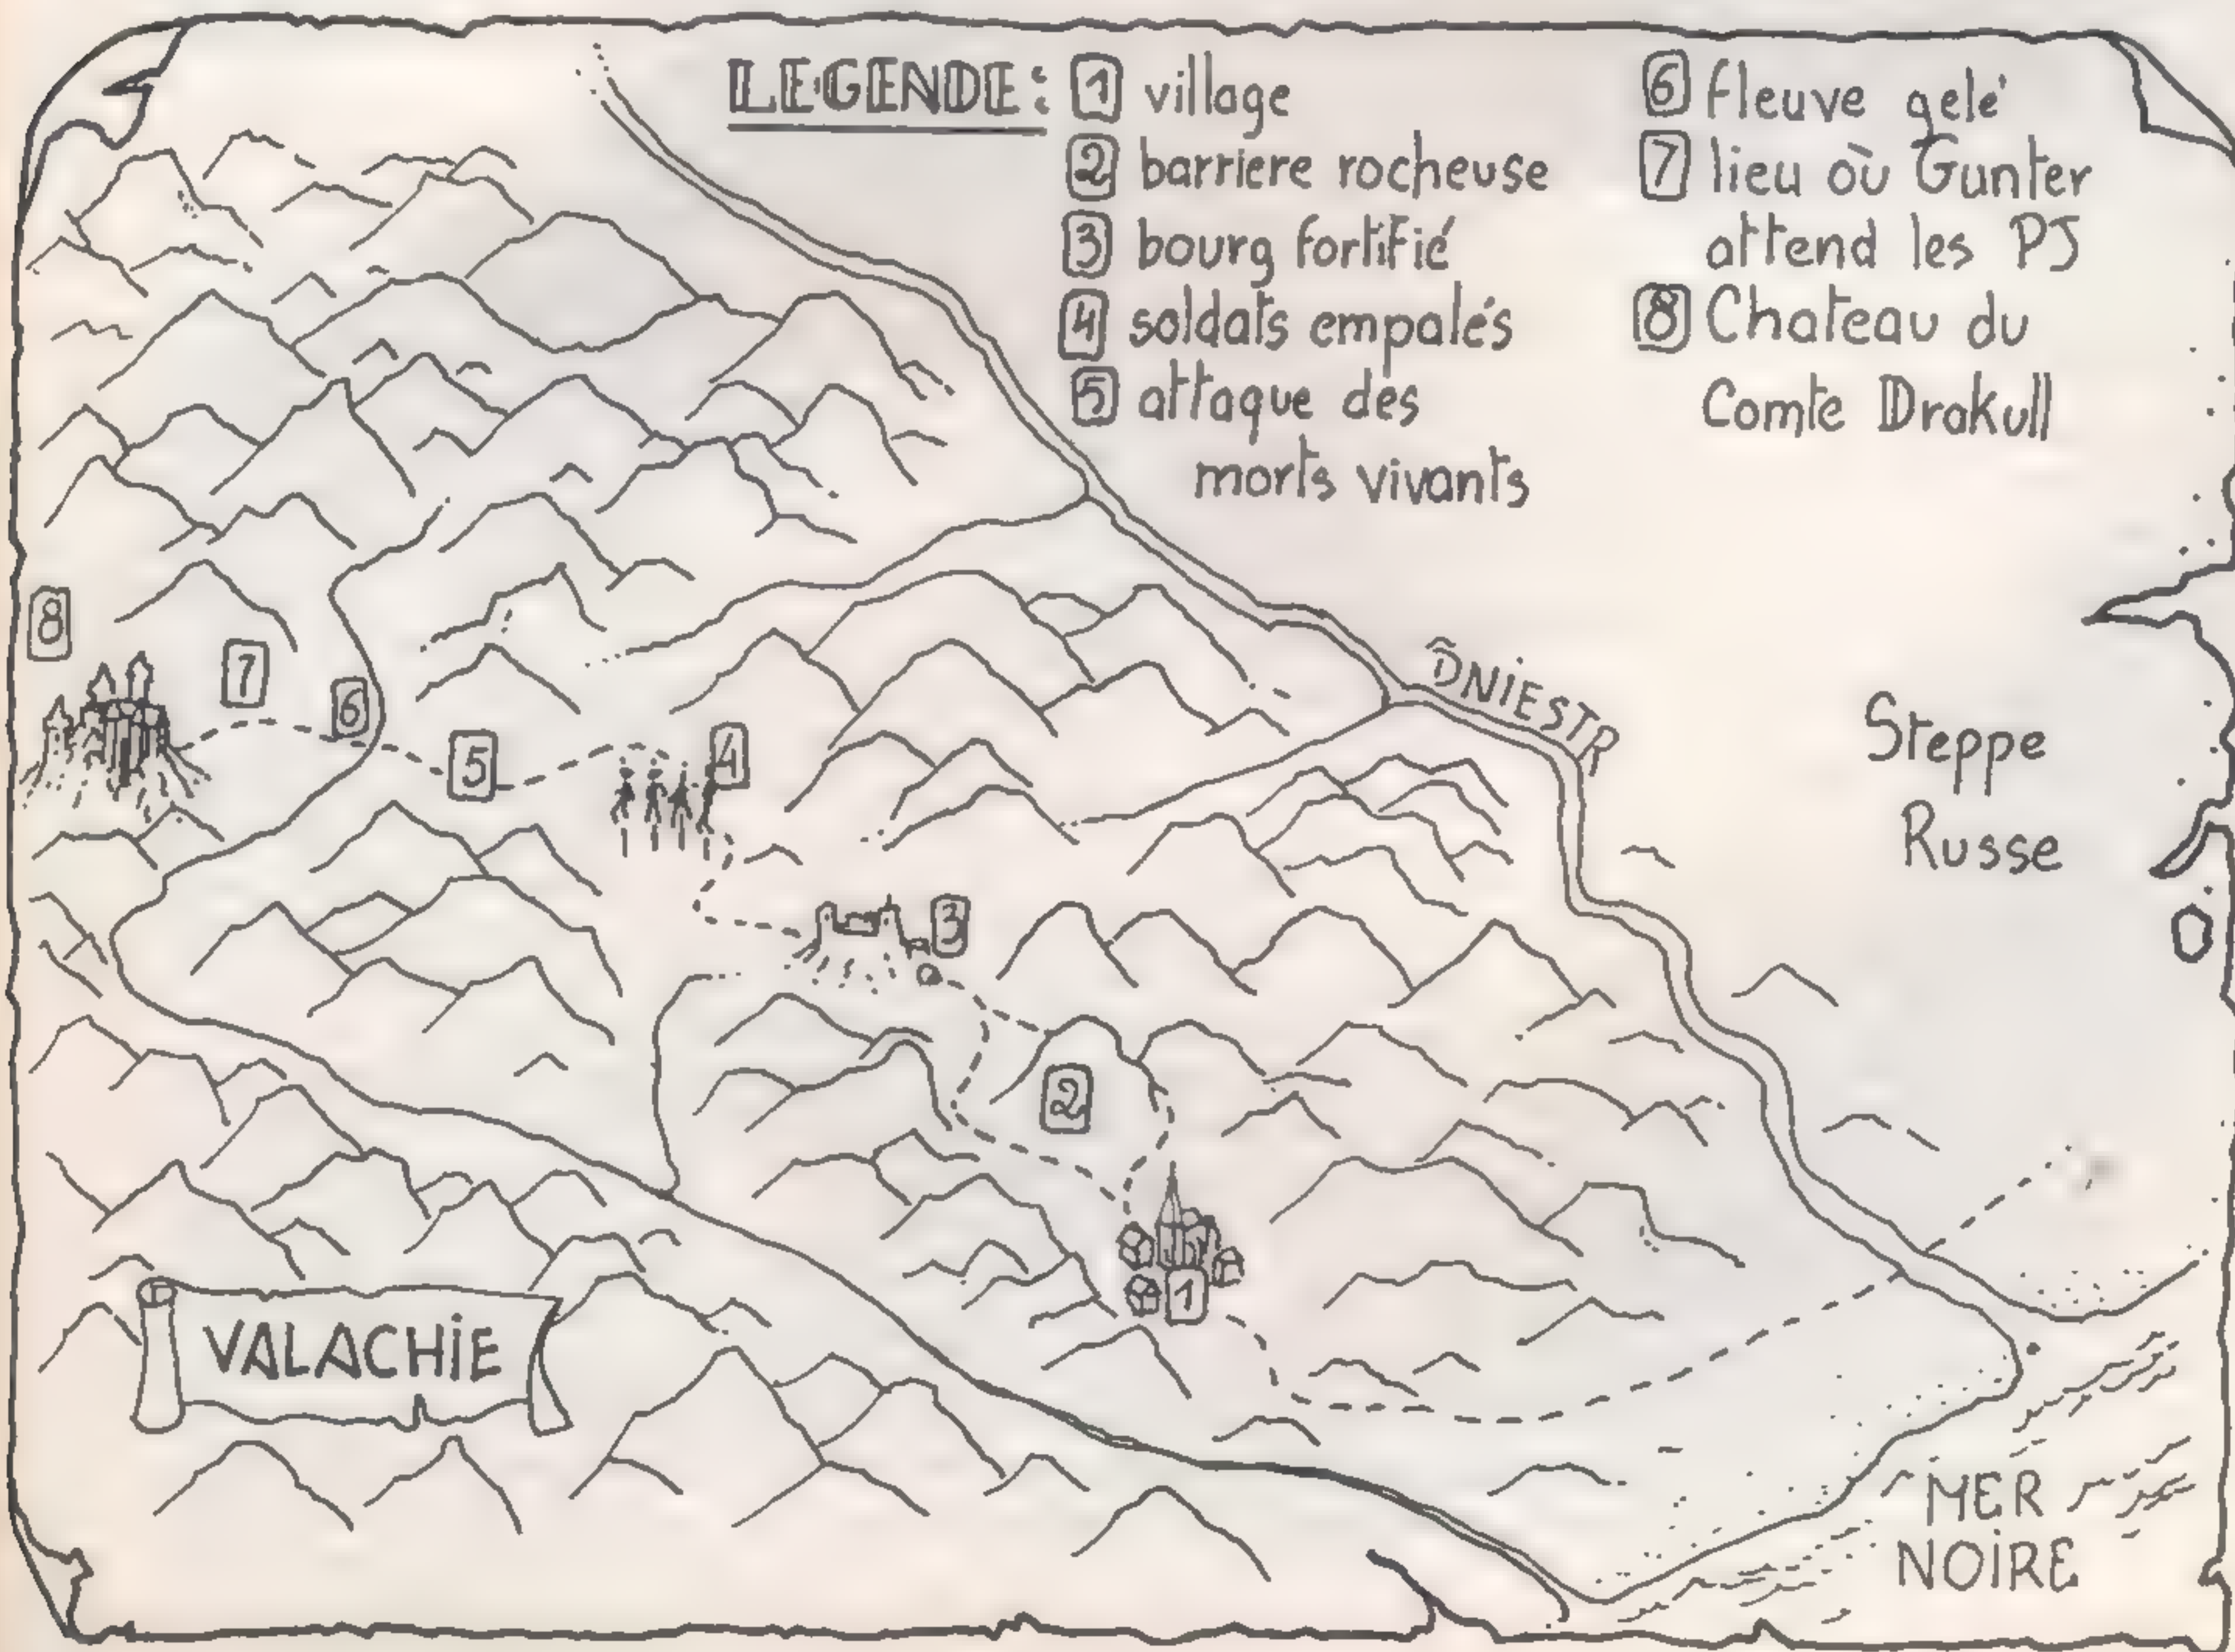 LEGENDE:
1 village
2 barriere rocheuse
3 bourg fortifié
4 soldats empalés
5 attaque des
morts vivants
6 fleuve gelé
7 lieu où Gunter
attend les PJ
8 Chateau du
Comte Drakull
8
7
6
5
4
DNiESTR
Steppe
Russe
3
2
1
VALACHiE
MER
NOiRE